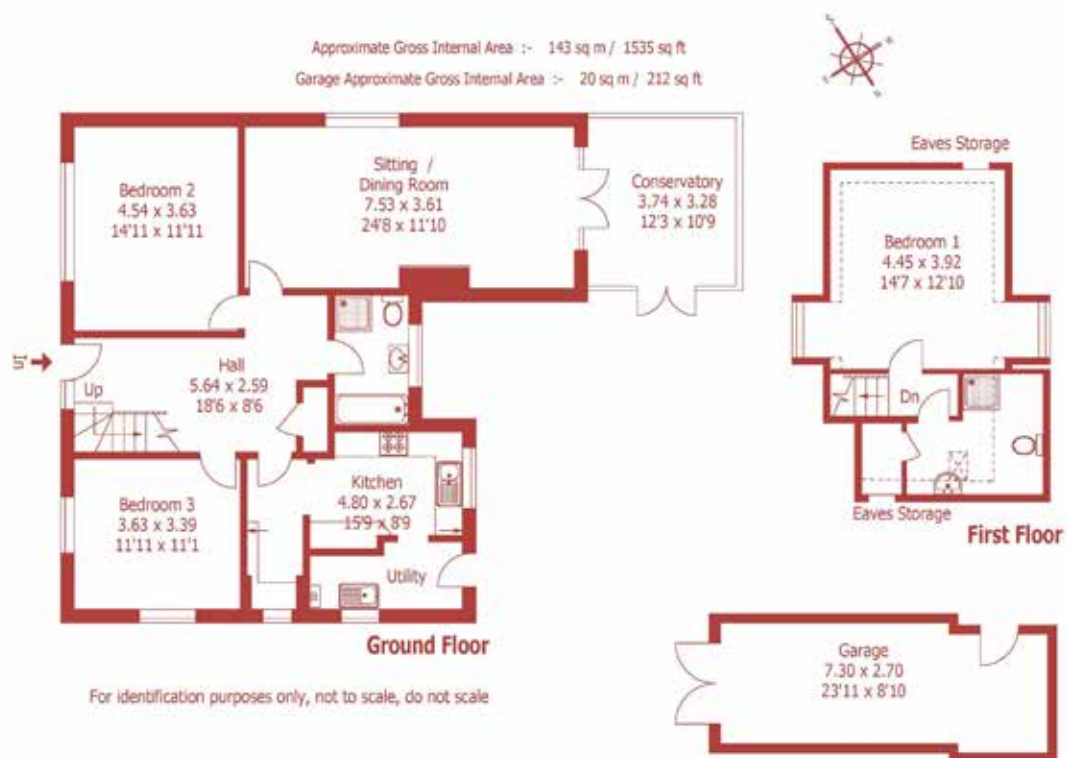 Approximate Gross Internal Area :- 143 sq m / 1535 sq ft
Garage Approximate Gross Internal Area :- 20 sq m / 212 sq ft
Eaves Storage
Sitting /
Dining Room
7.53 x 3.61
24'8 x 11'10
Bedroom 2
4.54 x 3.63
14'11 x 11'11
Conservatory
3.74 x 3.28
12'3 x 10'9
Bedroom 1
4.45 x 3.92
14'7 x 12'10
In
Hall
5.64 x 2.59
18'6 x 8'6
Up
Dn
Kitchen
4.80 x 2.67
15'9 x 8'9
Bedroom 3
3.63 x 3.39
11'11 x 11'1
Eaves Storage
First Floor
Utility
Ground Floor
Garage
7.30 x 2.70
23'11 x 8'10
For identification purposes only, not to scale, do not scale